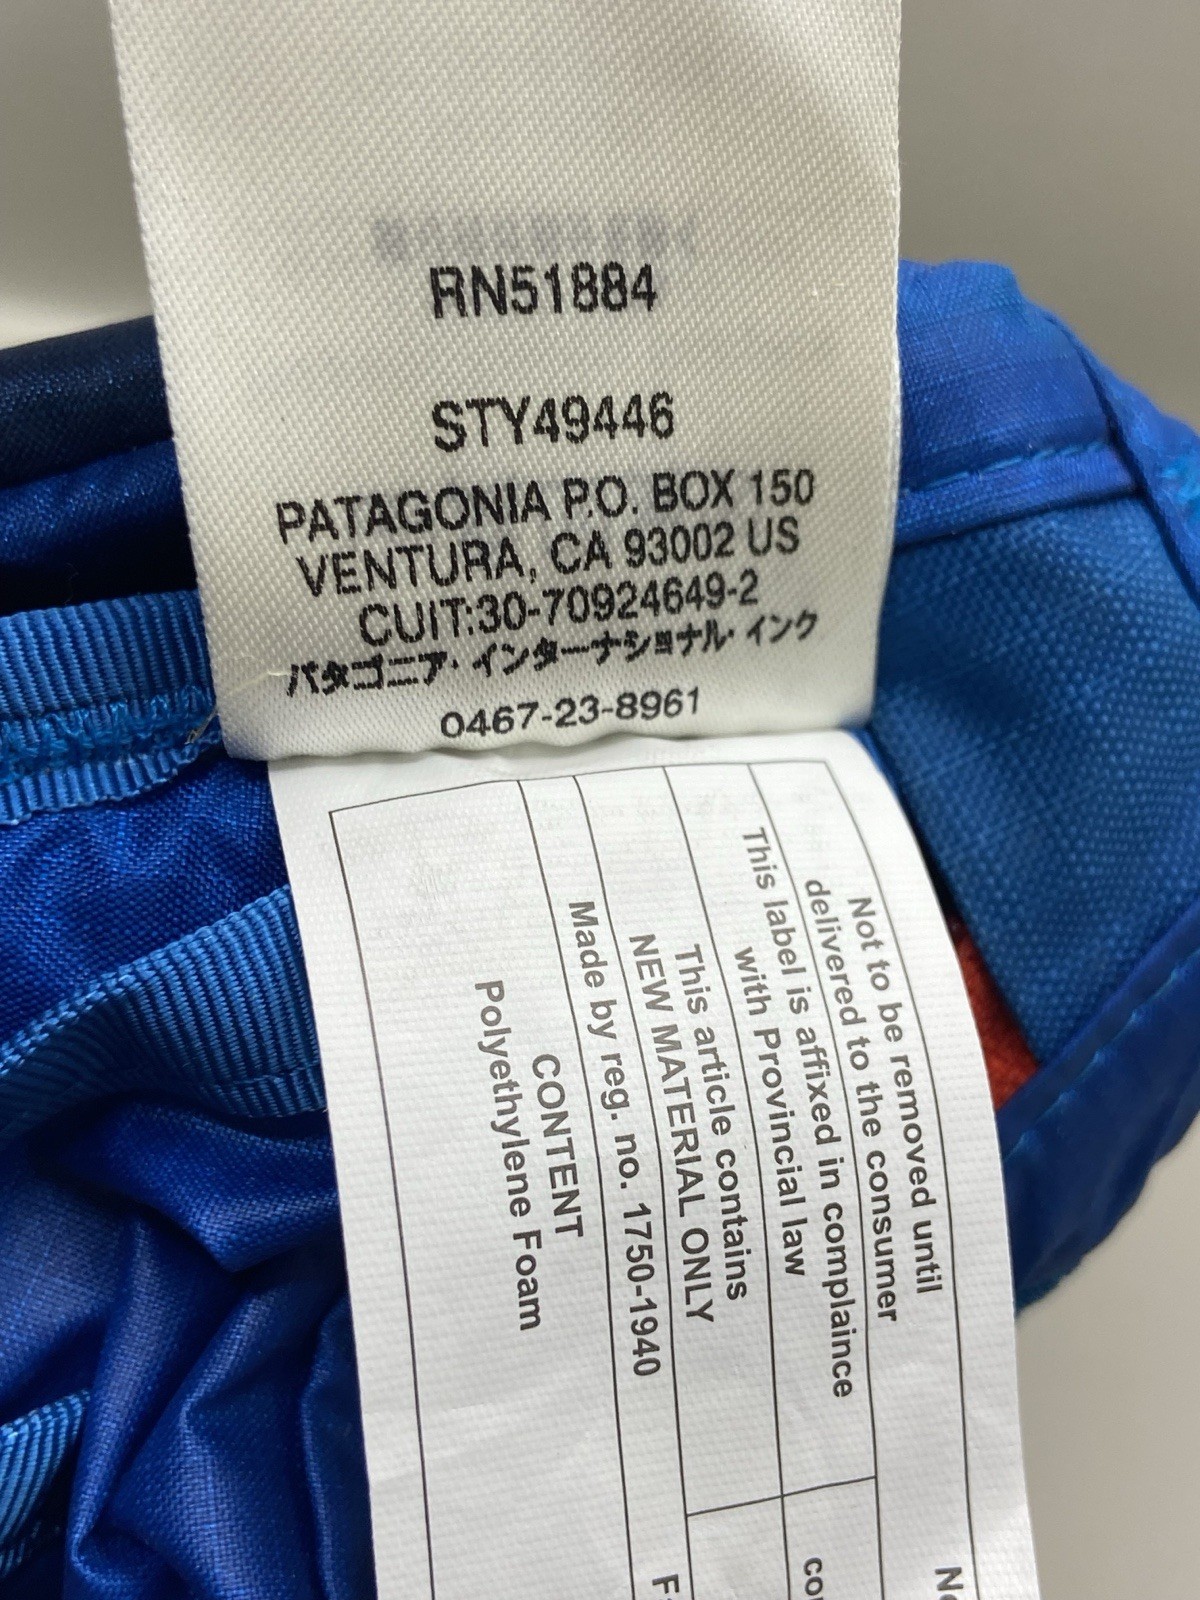 RN51884
STY49446
PATAGONIA P.O. BOX 150
VENTURA, CA 93002 US
CUIT:30-70924649-2
パタゴニア・インターナショナル・インク
0467-23-8961
Not to be removed until
delivered to the consumer
This label is affixed in complaince
with Provincial law
This article contains
NEW MATERIAL ONLY
Made by reg. no. 1750-1940
CONTENT
Polyethylene Foam